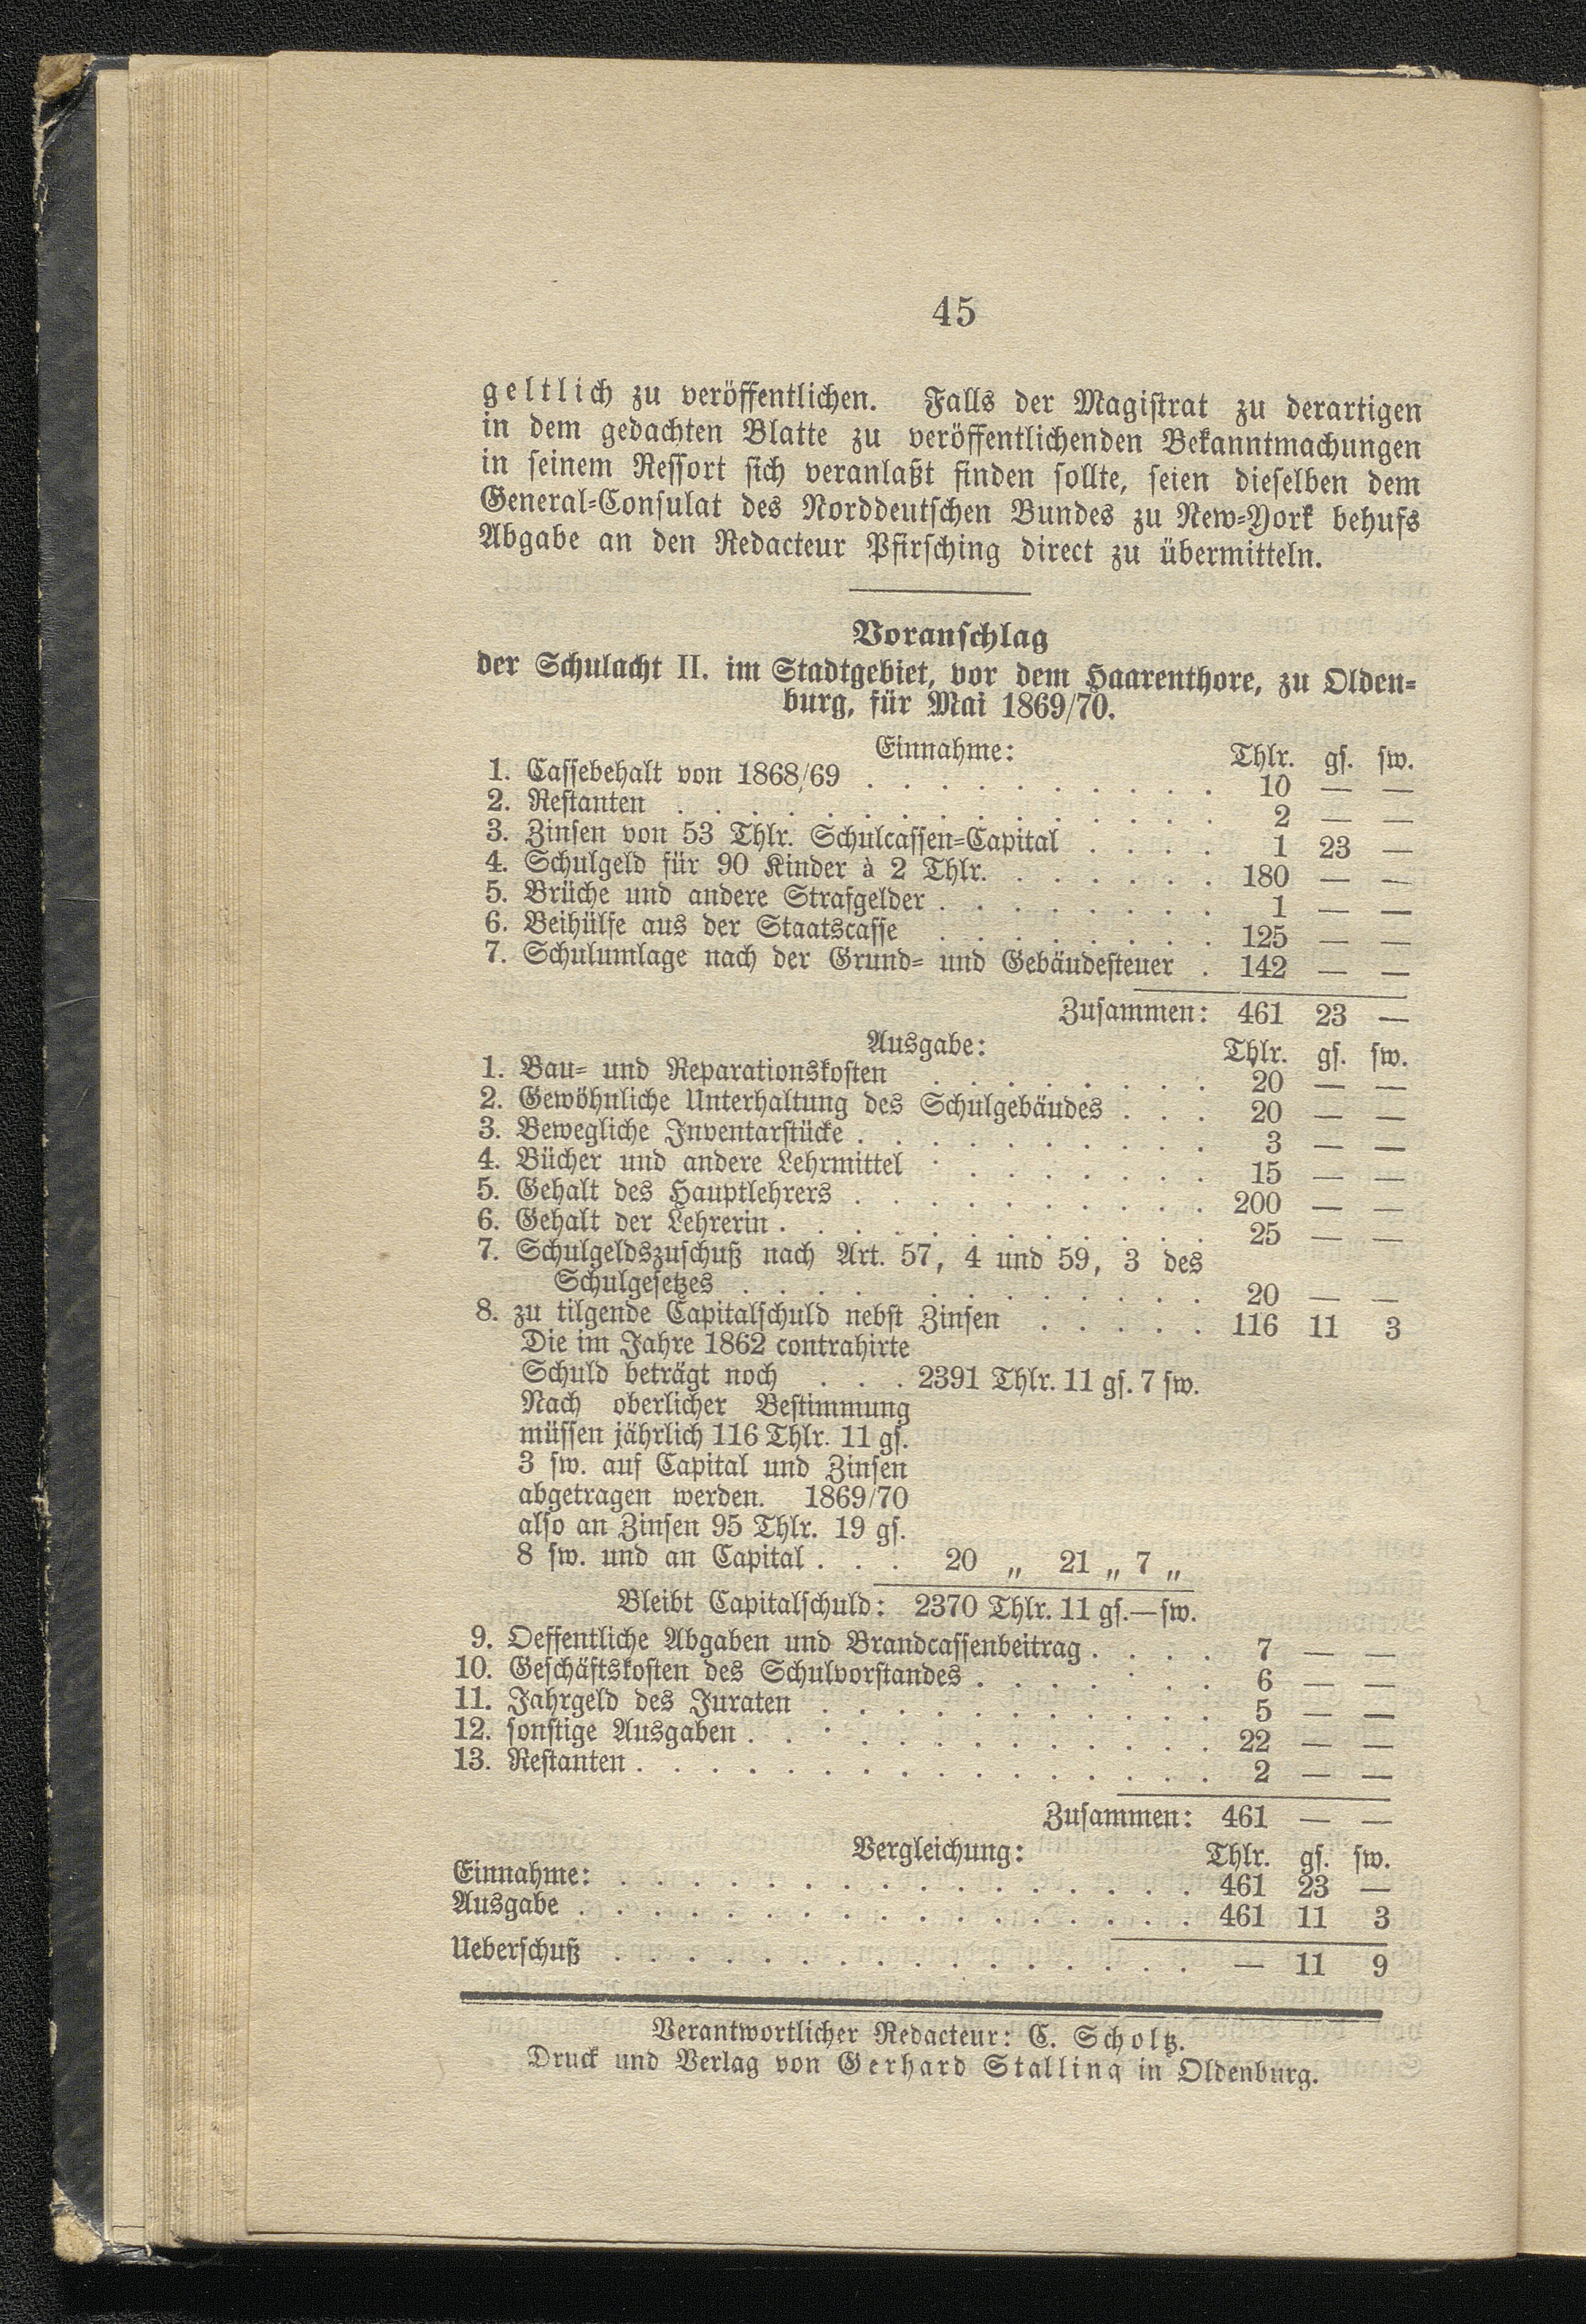 45
geltlich zu veröffentlichen. Falls der Magistrat zu derartigen
in dem gedachten Blatte zu veröffentlichenden Bekanntmachungen
in seinem Ressort sich veranlaßt finden sollte, seien dieselben dem
General-Consulat des Norddeutschen Bundes zu New-York behufs
Abgabe an den Redacteur Pfirsching direct zu übermitteln.
Voranschlag
der Schulacht II. im Stadtgebiet, vor dem Haarenthore, zu Olden-
burg, für Mai 1869/70.
Einnahme: Thlr. gs. sw.
1. Cassebehalt von 1868/69 . . . . . . . . . . 10 — —
2. Restanten . . . . . . . . . . . . . . . 2 — —
3. Zinsen von 53 Thlr. Schulcassen-Capital . . . . 1 23 —
4. Schulgeld für 90 Kinder à 2 Thlr. . . . . . . 180 — —
5. Brüche und andere Strafgelder . . . . . . . . 1 — —
6. Beihülfe aus der Staatscasse . . . . . . . . 125 — —
7. Schulumlage nach der Grund- und Gebäudesteuer . 142 — —
Zusammen: 461 23 —
Ausgabe: Thlr. gs. sw.
1. Bau- und Reparationskosten . . . . . . . . 20 — —
2. Gewöhnliche Unterhaltung des Schulgebäudes . . . 20 — —
3. Bewegliche Inventarstücke . . . . . . . . . . 3 — —
4. Bücher und andere Lehrmittel . . . . . . . . 15 — —
5. Gehalt des Hauptlehrers . . . . . . . . . . 200 — —
6. Gehalt der Lehrerin . . . . . . . . . . . . 25 — —
7. Schulgeldszuschuß nach Art. 57, 4 und 59, 3 des
Schulgesetzes . . . . . . . . . . . . . 20 — —
8. zu tilgende Capitalschuld nebst Zinsen . . . . . 116 11 3
Die im Jahre 1862 contrahirte
Schuld beträgt noch . . . 2391 Thlr. 11 gs. 7 sw.
Nach oberlicher Bestimmung
müssen jährlich 116 Thlr. 11 gs.
3 sw. auf Capital und Zinsen
abgetragen werden. 1869/70
also an Zinsen 95 Thlr. 19 gs.
8 sw. und an Capital . . . 20 „ 21 „ 7 „
Bleibt Capitalschuld: 2370 Thlr. 11 gs.—sw.
9. Oeffentliche Abgaben und Brandcassenbeitrag . . . . 7 — —
10. Geschäftskosten des Schulvorstandes . . . . . . . 6 — —
11. Jahrgeld des Juraten . . . . . . . . . . . 5 — —
12. sonstige Ausgaben . . . . . . . . . . . . . 22 — —
13. Restanten . . . . . . . . . . . . . . . . 2 — —
Zusammen: 461 — —
Vergleichung: Thlr. gs. sw.
Einnahme: . . . . . . . . . . . . . . . . 461 23 —
Ausgabe . . . . . . . . . . . . . . . . . 461 11 3
Ueberschuß . . . . . . . . . . . . . . . . — 11 9
Verantwortlicher Redacteur: C. Scholtz.
Druck und Verlag von Gerhard Stalling in Oldenburg.